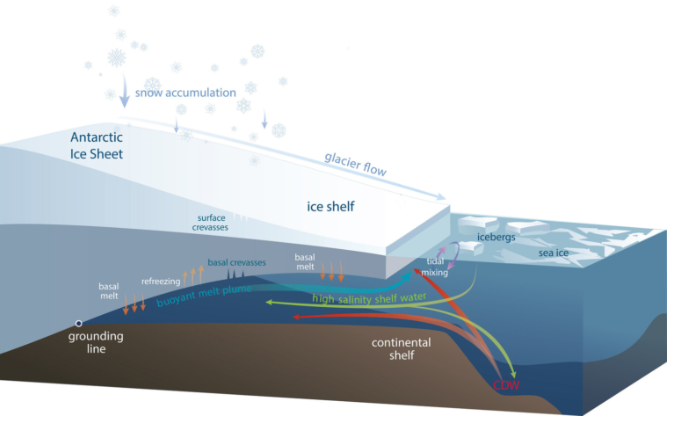 snow accumulation
Antarctic
Ice Sheet
glacier flow
ice shelf
surface
crevasses
icebergs
sea ice
basal
melt
refreezing
basal crevasses
basal
melt
tidal
mixing
buoyant melt plume
high salinity shelf water
grounding
line
continental
shelf
CDW